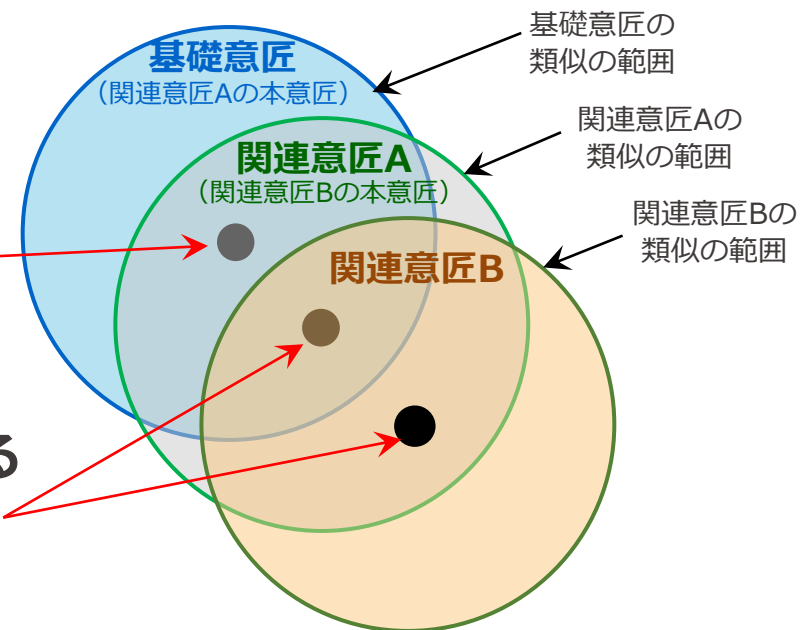 基礎意匠の
類似の範囲
基礎意匠
（関連意匠Aの本意匠）
関連意匠Aの
類似の範囲
関連意匠A
（関連意匠Bの本意匠）
関連意匠Bの
類似の範囲
関連意匠B
る